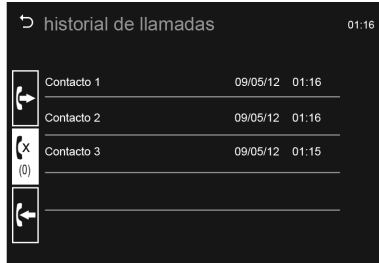 historial de llamadas 01:16
Contacto 1 09/05/12 01:16
Contacto 2 09/05/12 01:16
x
Contacto 3 09/05/12 01:15
(0)